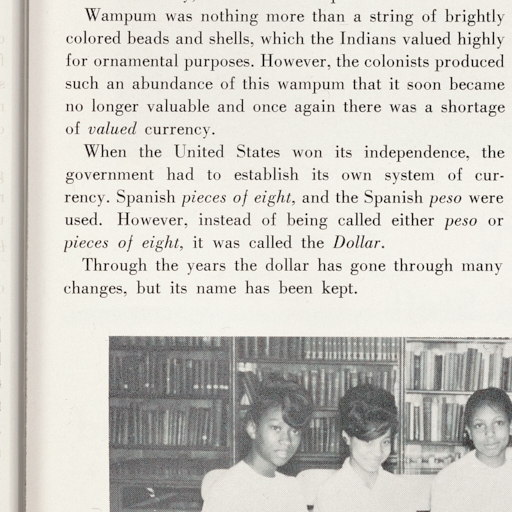 Wampum was nothing more than a string of brightly
colored beads and shells, which the Indians valued highly
for ornamental purposes. However, the colonists produced
such an abundance of this wampum that it soon became
no longer valuable and once again there was a shortage
of valued currency.
When the United States won its independence, the
government had to establish its own system of cur-
rency. Spanish pieces of eight, and the Spanish peso were
used. However, instead of being called either peso or
pieces of eight, it was called the Dollar.
Through the years the dollar has gone through many
changes, but its name has been kept.